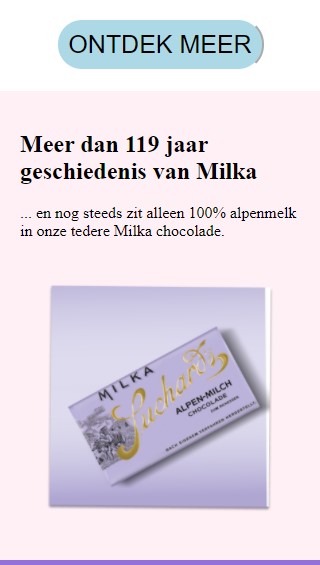 ONTDEK MEER
Meer dan 119 jaar
geschiedenis van Milka
... en nog steeds zit alleen 100% alpenmelk
in onze tedere Milka chocolade.
MILKA
Suchard
ALPEN-MILCH
CHOCOLADE